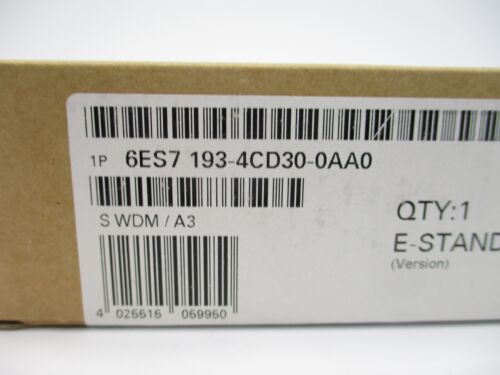 1P 6ES7 193-4CD30-0AA0
S WDM / A3
QTY:1
E-STAND
(Version)
4 025616 069960